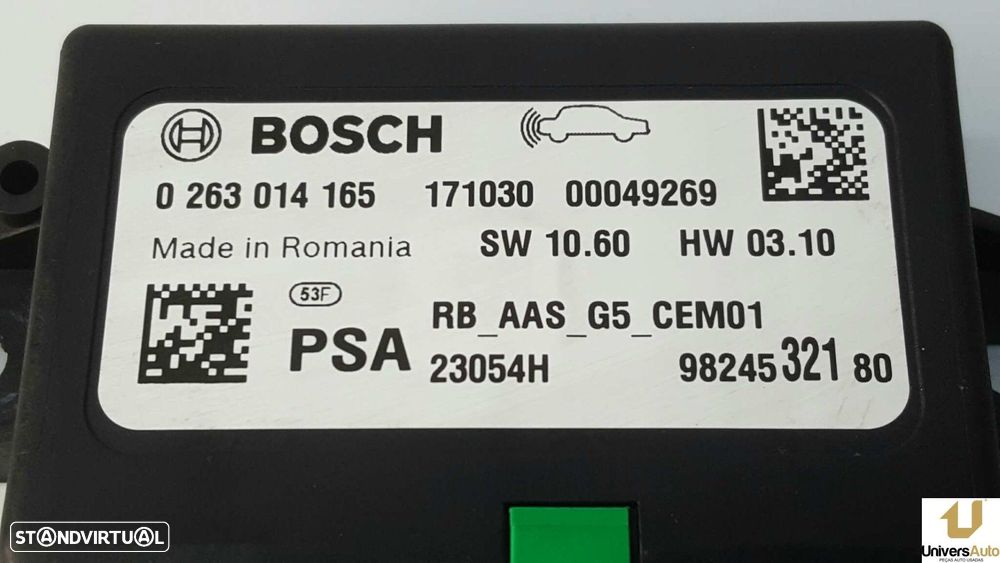 BOSCH
0 263 014 165 171030 00049269
Made in Romania SW 10.60 HW 03.10
53F
PSA
RB_AAS_G5_CEM01
23054H 98245 321 80
STANDVIRTUAL
UniversAuto
PEÇAS AUTO USADAS